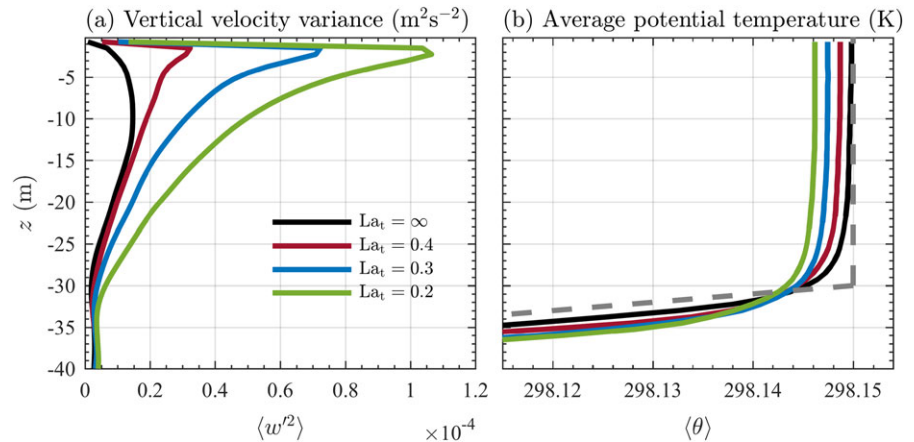 (a) Vertical velocity variance (m²s⁻²)
(b) Average potential temperature (K)
z (m)
-5
-10
-15
-20
-25
-30
-35
-40
Laₜ = ∞
Laₜ = 0.4
Laₜ = 0.3
Laₜ = 0.2
0 0.2 0.4 0.6 0.8 1.0 1.2
×10⁻⁴
⟨w′²⟩
298.12 298.13 298.14 298.15
⟨θ⟩